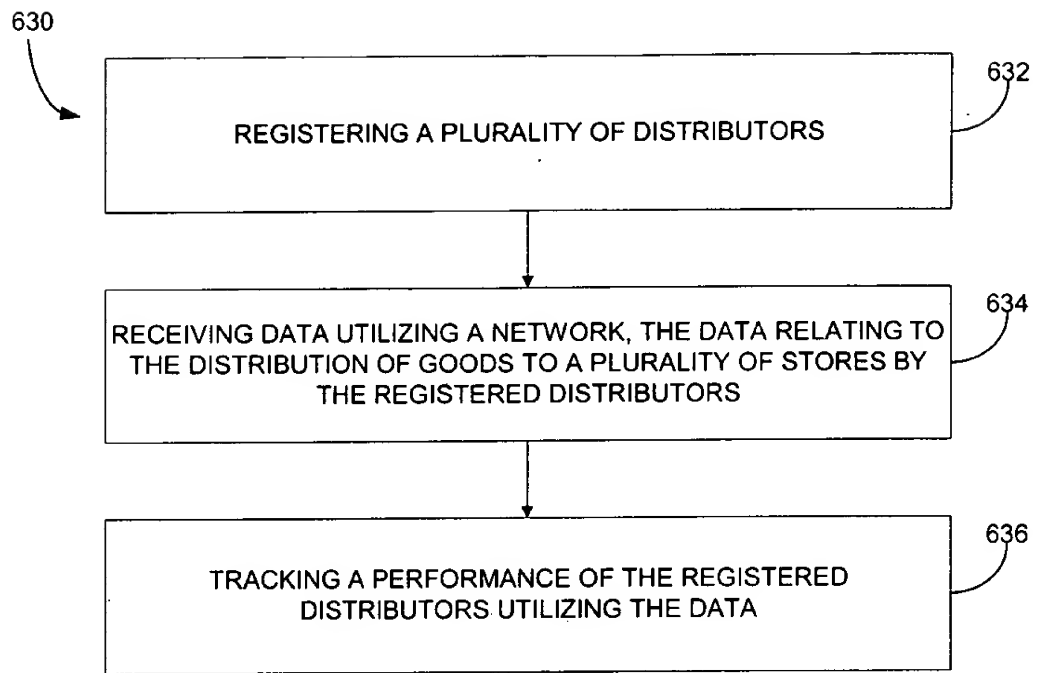 630
632
REGISTERING A PLURALITY OF DISTRIBUTORS
634
RECEIVING DATA UTILIZING A NETWORK, THE DATA RELATING TO
THE DISTRIBUTION OF GOODS TO A PLURALITY OF STORES BY
THE REGISTERED DISTRIBUTORS
636
TRACKING A PERFORMANCE OF THE REGISTERED
DISTRIBUTORS UTILIZING THE DATA